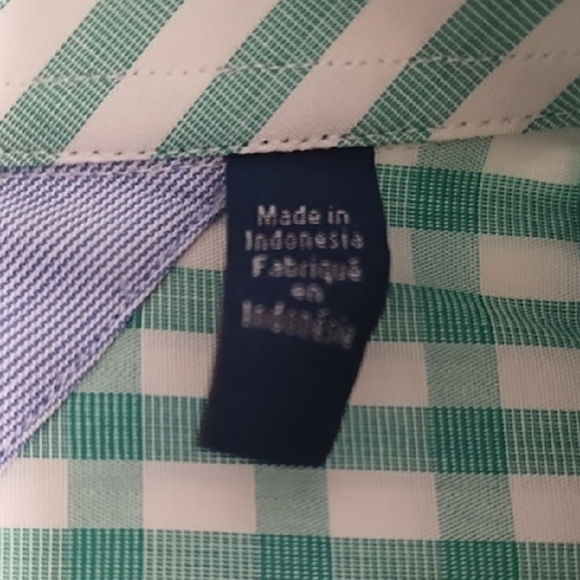 Made in
Indonesia
Fabriqué
en
Indonésie